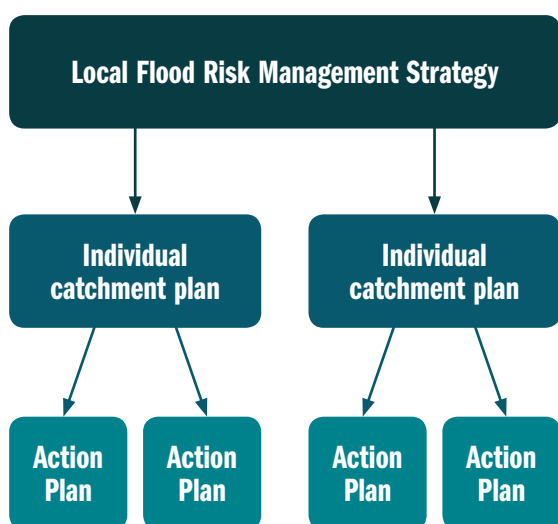 Local Flood Risk Management Strategy
Individual
catchment plan
Individual
catchment plan
Action
Plan
Action
Plan
Action
Plan
Action
Plan